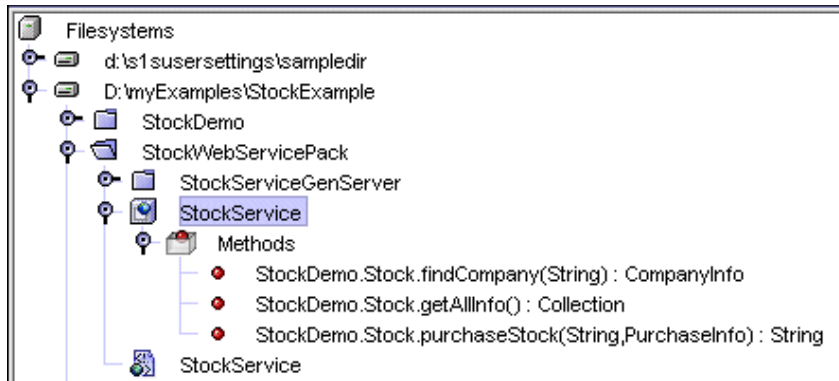 Filesystems
d:\s1susersettings\sampledir
D:\myExamples\StockExample
StockDemo
StockWebServicePack
StockServiceGenServer
StockService
Methods
StockDemo.Stock.findCompany(String) : CompanyInfo
StockDemo.Stock.getAllInfo() : Collection
StockDemo.Stock.purchaseStock(String,PurchaseInfo) : String
StockService